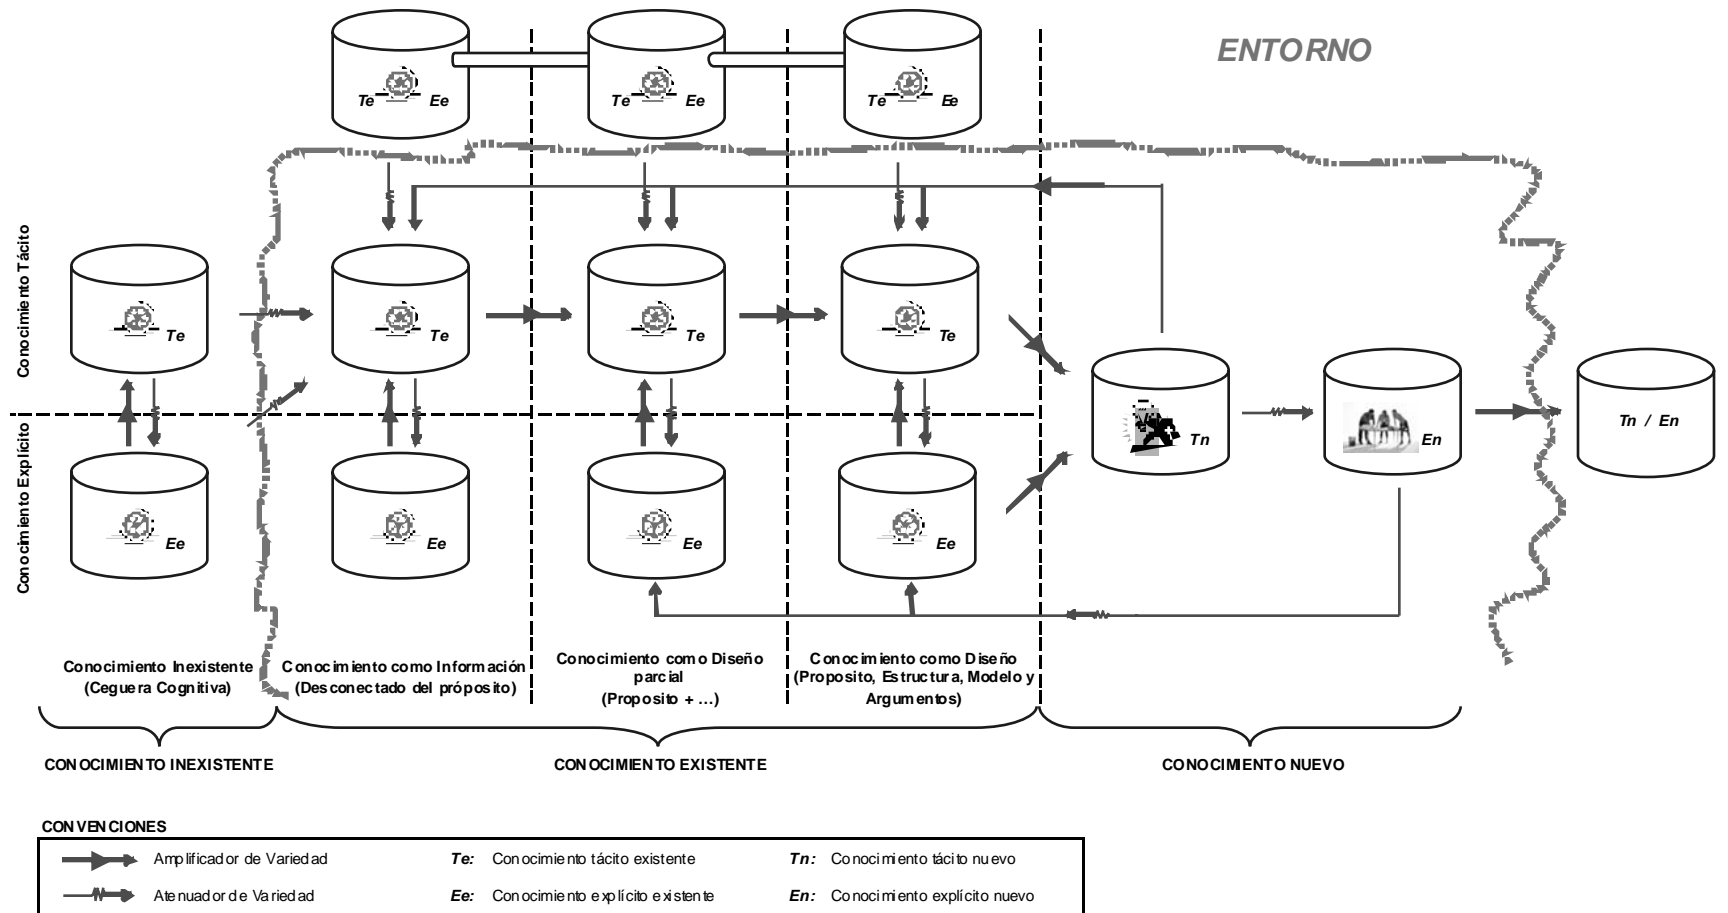 ENTORNO
Te Ee
Te Ee
Te Ee
Conocimiento Tácito
Te
Te
Te
Te
Tn
En
Tn / En
Conocimiento Explícito
Ee
Ee
Ee
Ee
Conocimiento Inexistente
(Ceguera Cognitiva)
Conocimiento como Información
(Desconectado del próposito)
Conocimiento como Diseño
parcial
(Proposito + ...)
Conocimiento como Diseño
(Proposito, Estructura, Modelo y
Argumentos)
CONOCIMIENTO INEXISTENTE
CONOCIMIENTO EXISTENTE
CONOCIMIENTO NUEVO
CONVENCIONES
Amplificador de Variedad
Te: Conocimiento tácito existente
Tn: Conocimiento tácito nuevo
Atenuador de Variedad
Ee: Conocimiento explícito existente
En: Conocimiento explícito nuevo